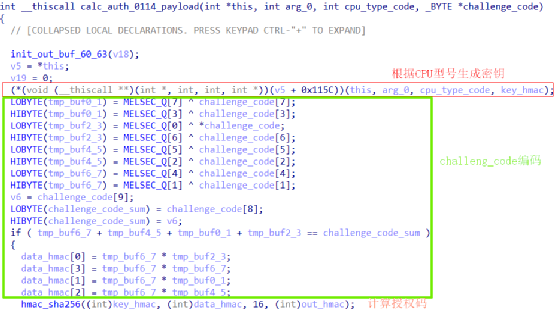 int __thiscall calc_auth_0114_payload(int *this, int arg_0, int cpu_type_code, _BYTE *challenge_code)
{
// [COLLAPSED LOCAL DECLARATIONS. PRESS KEYPAD CTRL-"+" TO EXPAND]
init_out_buf_60_63(v18);
v5 = *this;
v19 = 0;
根据CPU型号生成密钥
(*(void (__thiscall **)(int *, int, int, int *))(v5 + 0x115C))(this, arg_0, cpu_type_code, key_hmac);
LOBYTE(tmp_buf0_1) = MELSEC_Q[7] ^ challenge_code[7];
HIBYTE(tmp_buf0_1) = MELSEC_Q[3] ^ challenge_code[3];
LOBYTE(tmp_buf2_3) = MELSEC_Q[0] ^ *challenge_code;
HIBYTE(tmp_buf2_3) = MELSEC_Q[6] ^ challenge_code[6];
LOBYTE(tmp_buf4_5) = MELSEC_Q[5] ^ challenge_code[5];
HIBYTE(tmp_buf4_5) = MELSEC_Q[2] ^ challenge_code[2];
challeng_code编码
LOBYTE(tmp_buf6_7) = MELSEC_Q[4] ^ challenge_code[4];
HIBYTE(tmp_buf6_7) = MELSEC_Q[1] ^ challenge_code[1];
v6 = challenge_code[9];
LOBYTE(challenge_code_sum) = challenge_code[8];
HIBYTE(challenge_code_sum) = v6;
if ( tmp_buf6_7 + tmp_buf4_5 + tmp_buf0_1 + tmp_buf2_3 == challenge_code_sum )
{
data_hmac[0] = tmp_buf6_7 * tmp_buf2_3;
data_hmac[3] = tmp_buf6_7 * tmp_buf6_7;
data_hmac[1] = tmp_buf6_7 * tmp_buf0_1;
data_hmac[2] = tmp_buf6_7 * tmp_buf4_5;
hmac_sha256((int)key_hmac, (int)data_hmac, 16, (int)out_hmac); 计算授权码